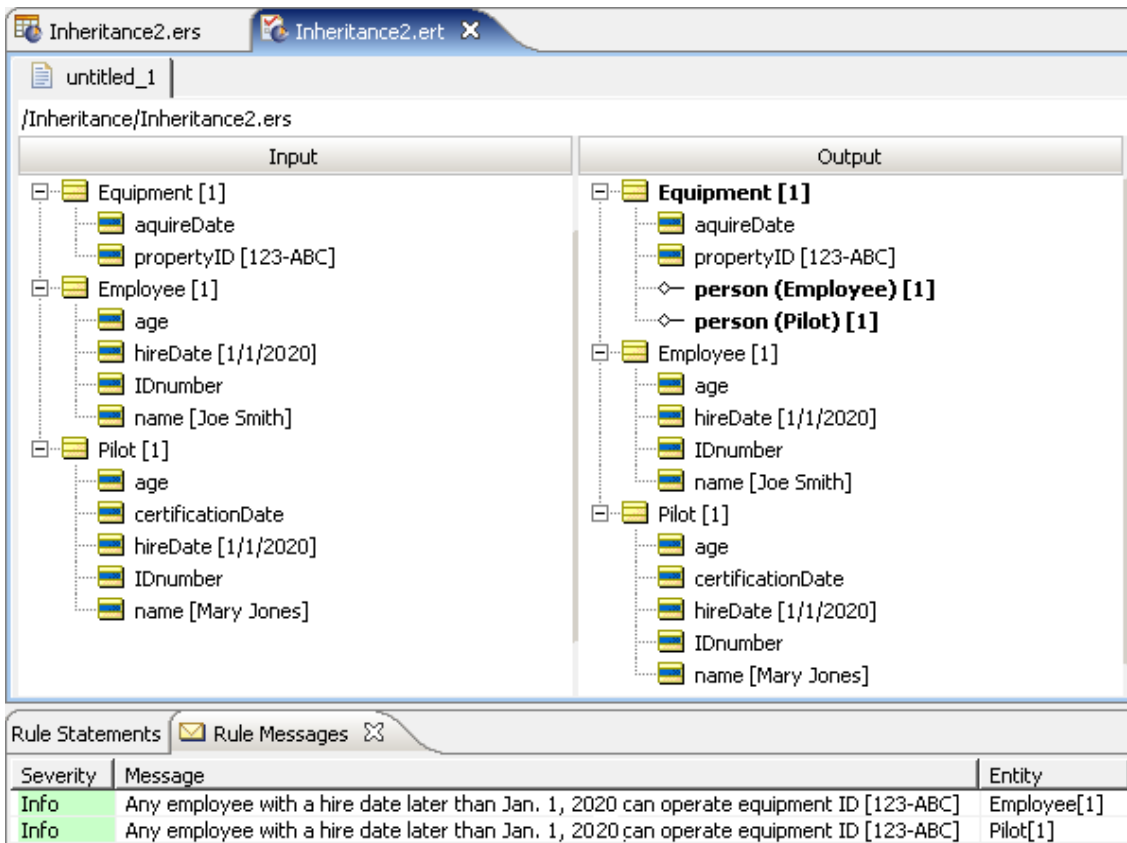 Inheritance2.ers Inheritance2.ert
untitled_1
/Inheritance/Inheritance2.ers
Input Output
Equipment [1]
aquireDate
propertyID [123-ABC]
Employee [1]
age
hireDate [1/1/2020]
IDnumber
name [Joe Smith]
Pilot [1]
age
certificationDate
hireDate [1/1/2020]
IDnumber
name [Mary Jones]
Equipment [1]
aquireDate
propertyID [123-ABC]
person (Employee) [1]
person (Pilot) [1]
Employee [1]
age
hireDate [1/1/2020]
IDnumber
name [Joe Smith]
Pilot [1]
age
certificationDate
hireDate [1/1/2020]
IDnumber
name [Mary Jones]
Rule Statements Rule Messages
Severity Message Entity
Info Any employee with a hire date later than Jan. 1, 2020 can operate equipment ID [123-ABC] Employee[1]
Info Any employee with a hire date later than Jan. 1, 2020 can operate equipment ID [123-ABC] Pilot[1]